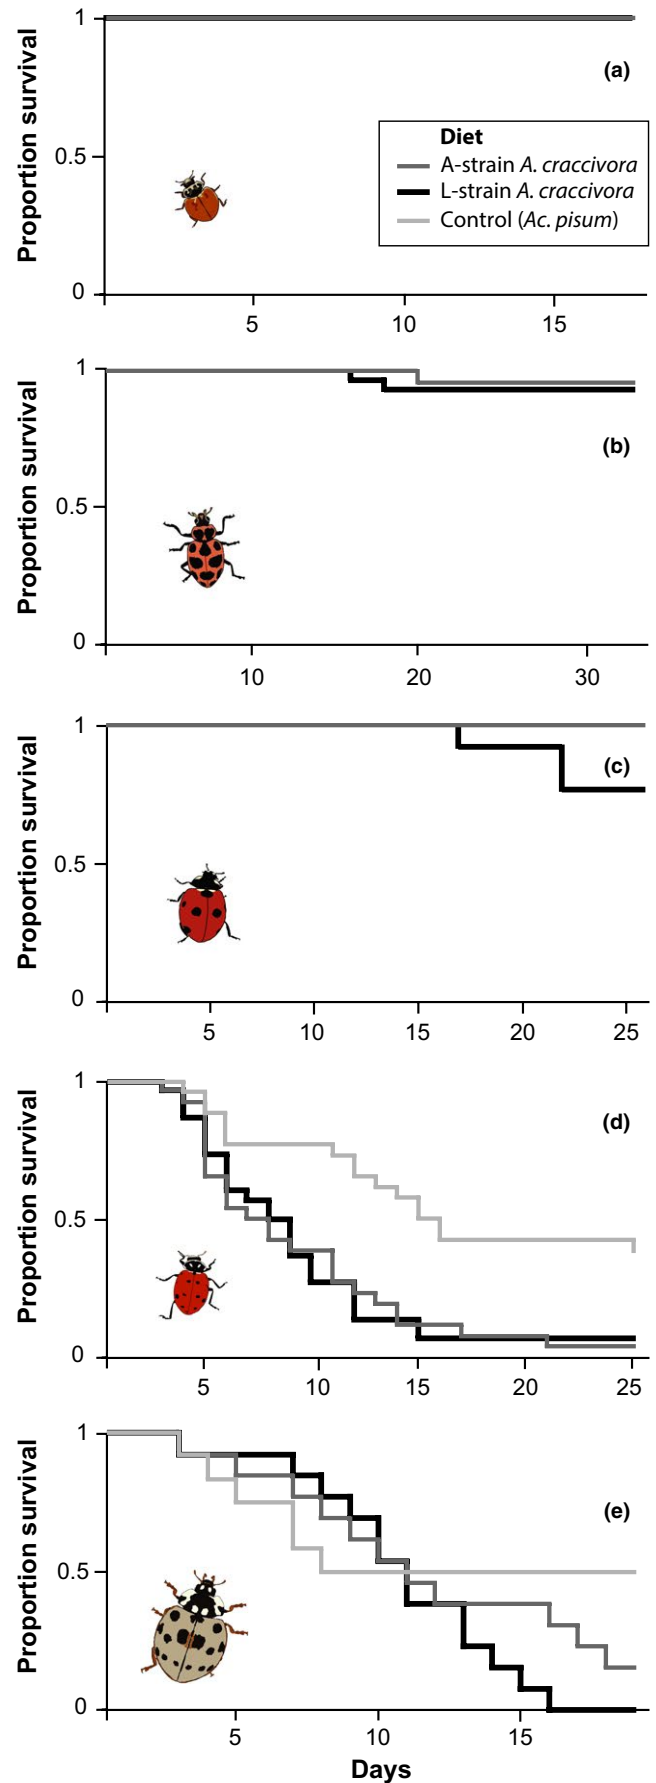 Proportion survival
1
0.5
0
(a)
Diet
A-strain A. craccivora
L-strain A. craccivora
Control (Ac. pisum)
5
10
15
Proportion survival
1
0.5
0
(b)
10
20
30
Proportion survival
1
0.5
0
(c)
5
10
15
20
25
Proportion survival
1
0.5
0
(d)
5
10
15
20
25
Proportion survival
1
0.5
0
(e)
5
10
15
Days